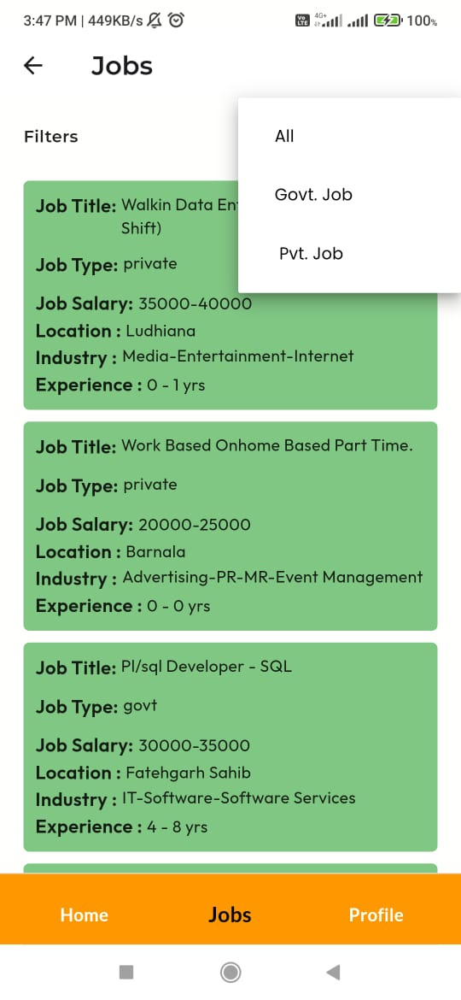 3:47 PM | 449KB/s
Vo LTE 4G+ 100%
Jobs
Filters
All
Govt. Job
Pvt. Job
Job Title: Walkin Data En
Shift)
Job Type: private
Job Salary: 35000-40000
Location : Ludhiana
Industry : Media-Entertainment-Internet
Experience : 0 - 1 yrs
Job Title: Work Based Onhome Based Part Time.
Job Type: private
Job Salary: 20000-25000
Location : Barnala
Industry : Advertising-PR-MR-Event Management
Experience : 0 - 0 yrs
Job Title: Pl/sql Developer - SQL
Job Type: govt
Job Salary: 30000-35000
Location : Fatehgarh Sahib
Industry : IT-Software-Software Services
Experience : 4 - 8 yrs
Home Jobs Profile